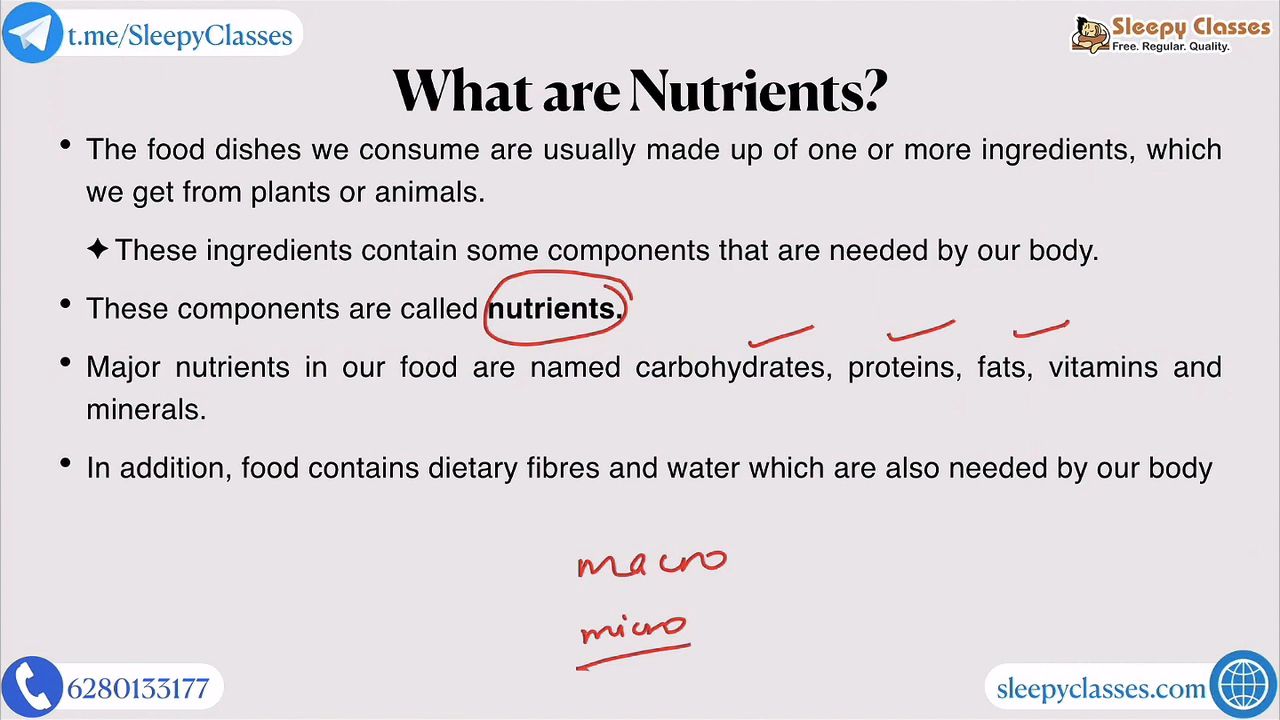 t.me/SleepyClasses
Sleepy Classes
Free. Regular. Quality.
What are Nutrients?
• The food dishes we consume are usually made up of one or more ingredients, which
we get from plants or animals.
✦ These ingredients contain some components that are needed by our body.
• These components are called nutrients.
• Major nutrients in our food are named carbohydrates, proteins, fats, vitamins and
minerals.
• In addition, food contains dietary fibres and water which are also needed by our body
macro
micro
6280133177
sleepyclasses.com